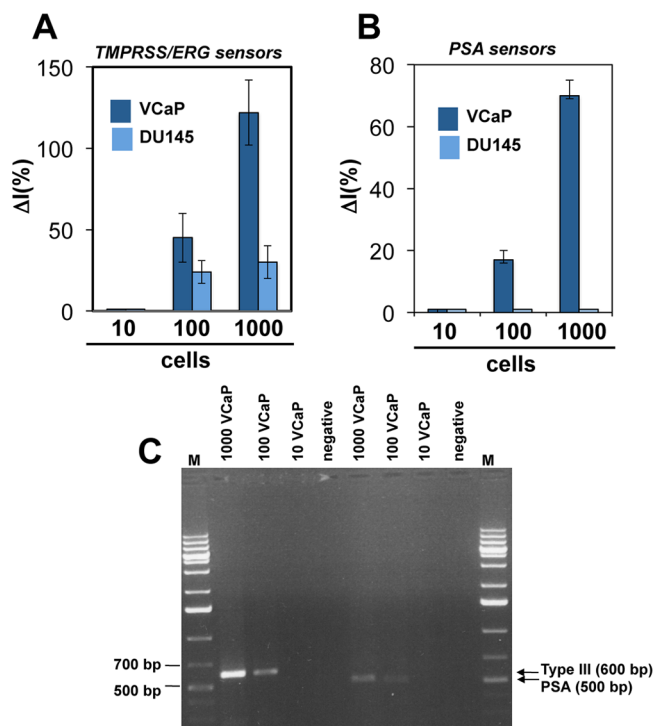 A
TMPRSS/ERG sensors
150
100
50
0
ΔI(%)
VCaP
DU145
10 100 1000
cells
B
PSA sensors
80
60
40
20
0
ΔI(%)
VCaP
DU145
10 100 1000
cells
C
M
1000 VCaP
100 VCaP
10 VCaP
negative
1000 VCaP
100 VCaP
10 VCaP
negative
M
700 bp
500 bp
Type III (600 bp)
PSA (500 bp)